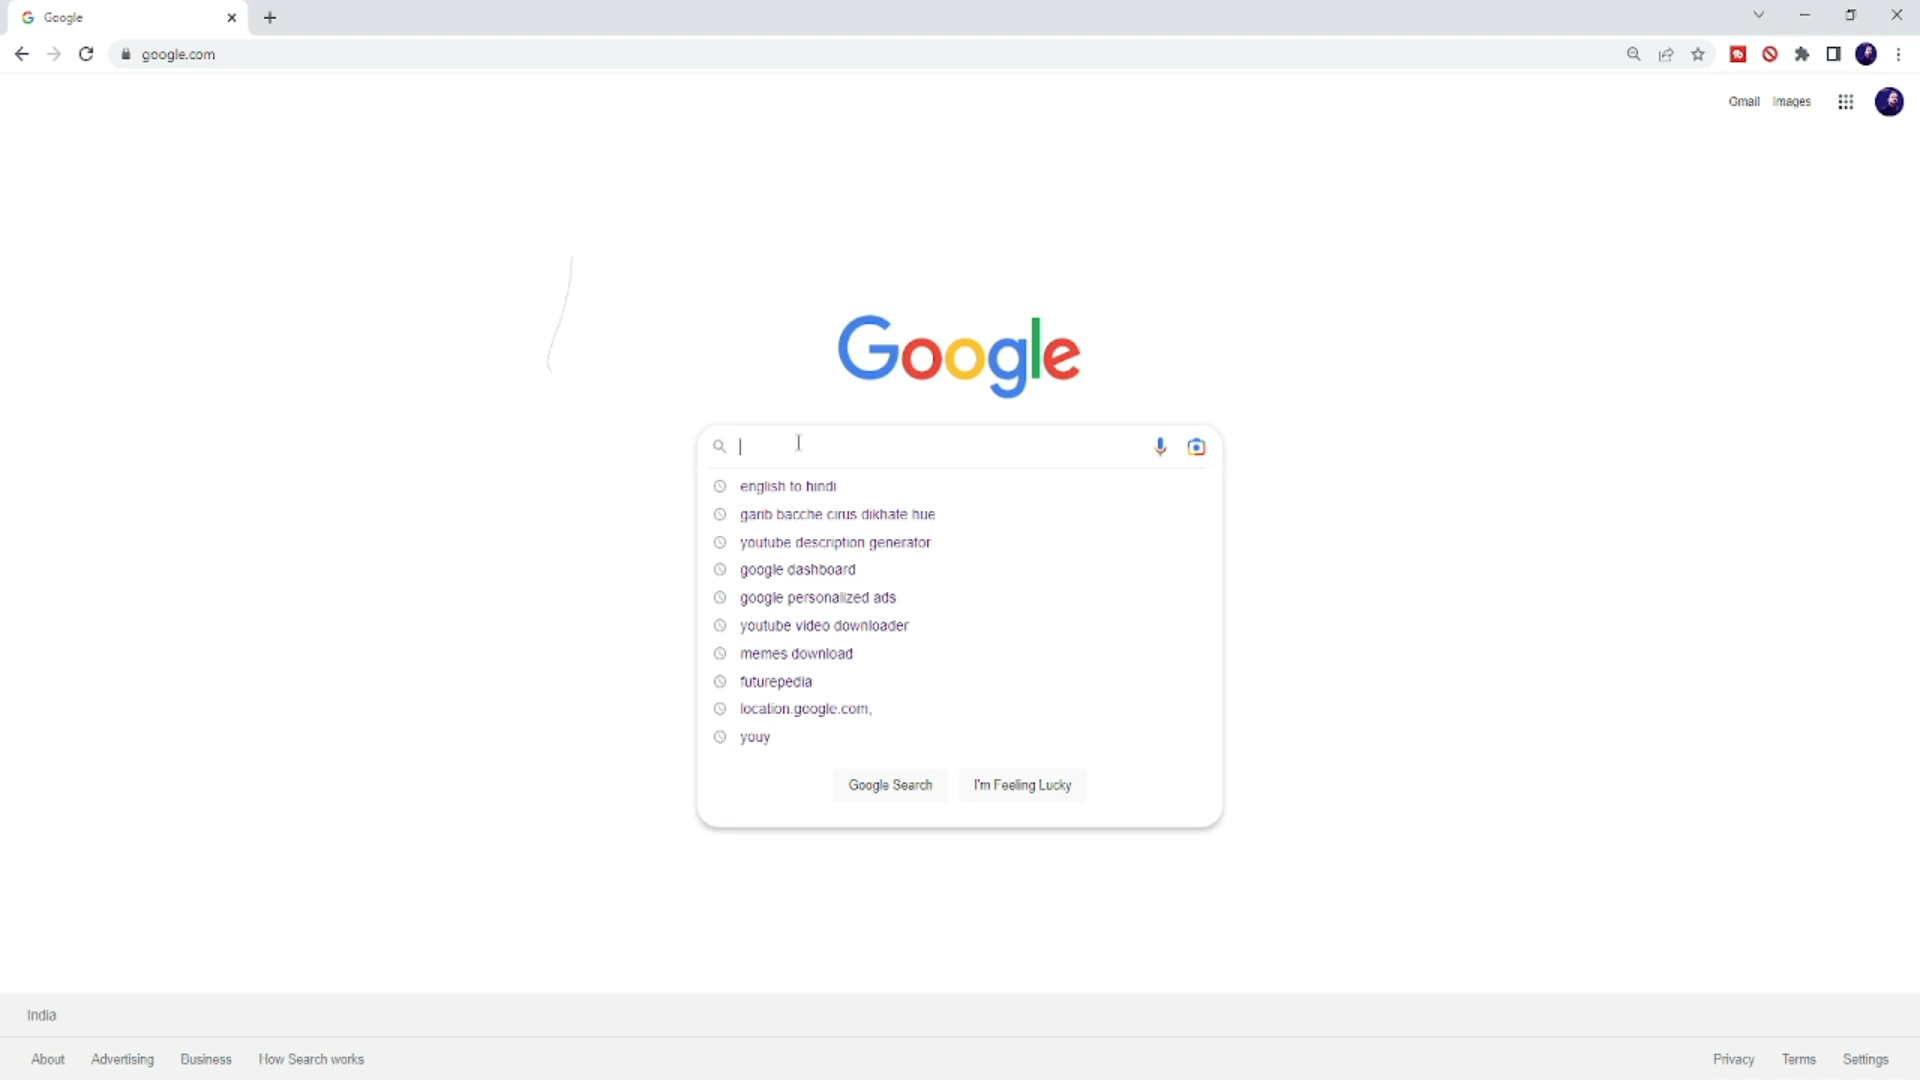 Google
google.com
Gmail Images
Google
english to hindi
garib bacche cirus dikhate hue
youtube description generator
google dashboard
google personalized ads
youtube video downloader
memes download
futurepedia
location.google.com,
youy
Google Search I'm Feeling Lucky
India
About Advertising Business How Search works Privacy Terms Settings